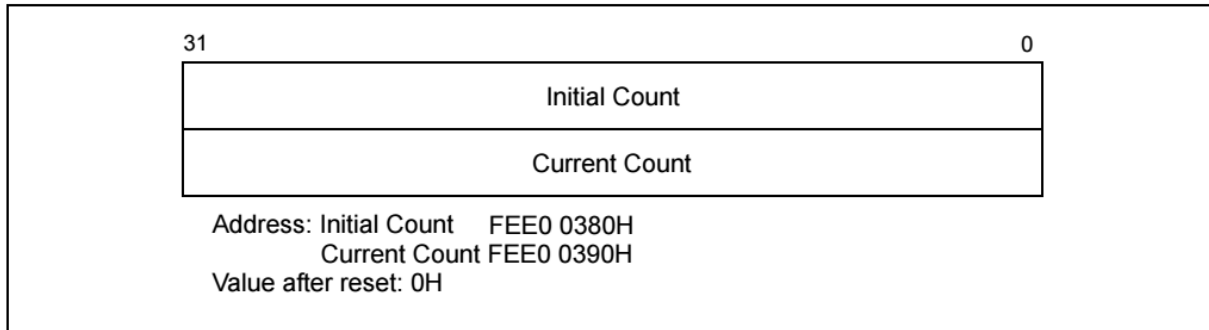 31 0
Initial Count
Current Count
Address: Initial Count FEE0 0380H
Current Count FEE0 0390H
Value after reset: 0H